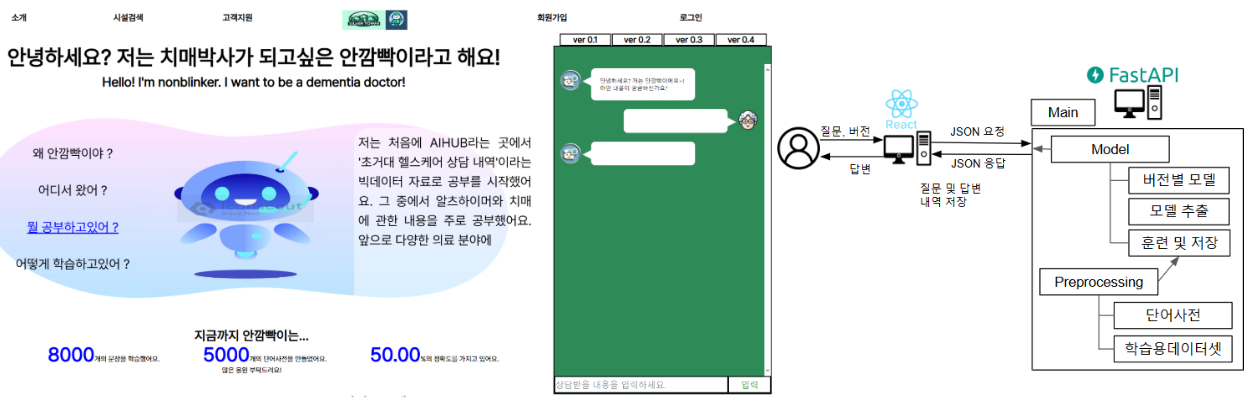 소개
시설검색
고객지원
회원가입
로그인
안녕하세요? 저는 치매박사가 되고싶은 안깜빡이라고 해요!
Hello! I'm nonblinker. I want to be a dementia doctor!
왜 안깜빡이야 ?
어디서 왔어 ?
뭘 공부하고있어 ?
어떻게 학습하고있어 ?
저는 처음에 AIHUB라는 곳에서
'초거대 헬스케어 상담 내역'이라는
빅데이터 자료로 공부를 시작했어
요. 그 중에서 알츠하이머와 치매
에 관한 내용을 주로 공부했어요.
앞으로 다양한 의료 분야에
지금까지 안깜빡이는...
8000개의 문장을 학습했어요.
5000개의 단어사전을 만들었어요.
50.00%의 정확도를 가지고 있어요.
많은 응원 부탁드려요!
ver 0.1
ver 0.2
ver 0.3
ver 0.4
안녕하세요? 저는 안깜빡이에요~!
어떤 내용이 궁금하신가요?
상담받을 내용을 입력하세요.
입력
질문, 버전
답변
React
JSON 요청
JSON 응답
질문 및 답변
내역 저장
FastAPI
Main
Model
버전별 모델
모델 추출
훈련 및 저장
Preprocessing
단어사전
학습용데이터셋